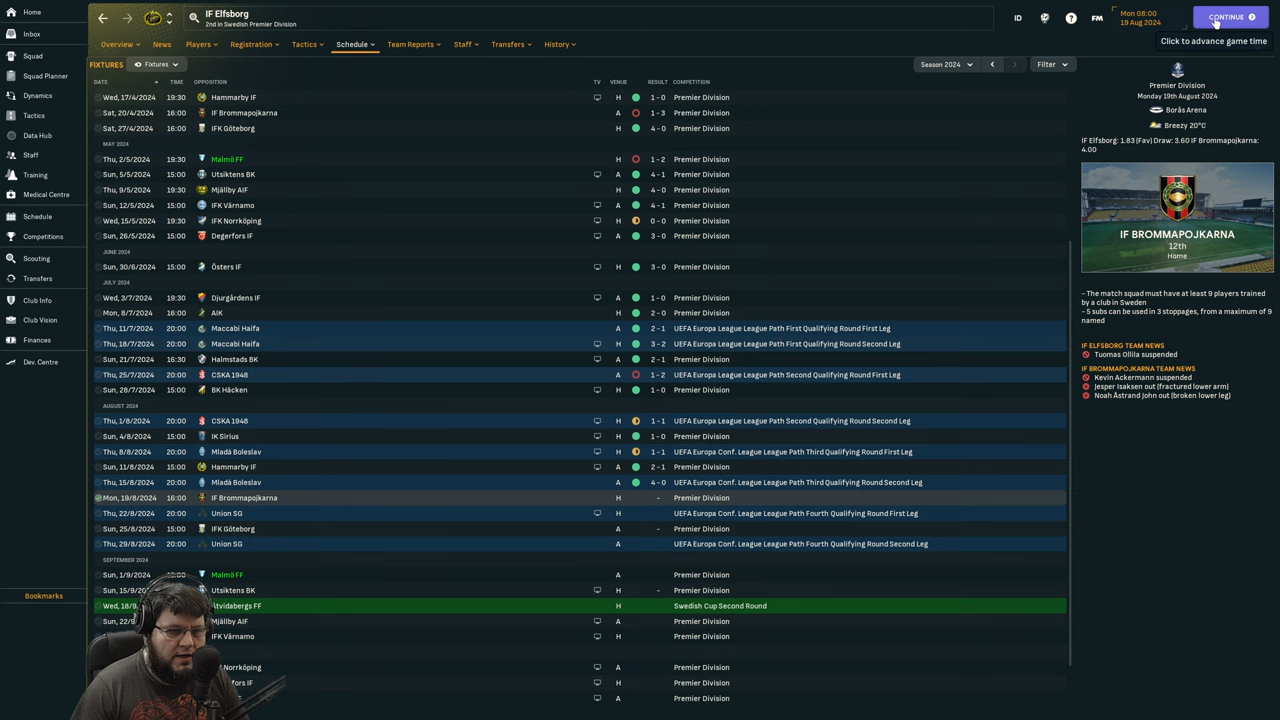 Home
Inbox
Squad
Squad Planner
Dynamics
Tactics
Data Hub
Staff
Training
Medical Centre
Schedule
Competitions
Scouting
Transfers
Club Info
Club Vision
Finances
Dev. Centre
Bookmarks
IF Elfsborg
2nd in Swedish Premier Division
ID
FM
Mon 08:00
19 Aug 2024
CONTINUE
Click to advance game time
Overview News Players Registration Tactics Schedule Team Reports Staff Transfers History
FIXTURES Fixtures Season 2024 Filter
DATE TIME OPPOSITION TV VENUE RESULT COMPETITION
Wed, 17/4/2024 19:30 Hammarby IF H 1 - 0 Premier Division
Sat, 20/4/2024 16:00 IF Brommapojkarna A 1 - 3 Premier Division
Sat, 27/4/2024 16:00 IFK Göteborg H 4 - 0 Premier Division
MAY 2024
Thu, 2/5/2024 19:30 Malmö FF H 1 - 2 Premier Division
Sun, 5/5/2024 15:00 Utsiktens BK A 4 - 1 Premier Division
Thu, 9/5/2024 19:30 Mjällby AIF H 4 - 0 Premier Division
Sun, 12/5/2024 15:00 IFK Värnamo A 4 - 1 Premier Division
Wed, 15/5/2024 19:30 IFK Norrköping H 0 - 0 Premier Division
Sun, 26/5/2024 15:00 Degerfors IF A 3 - 0 Premier Division
JUNE 2024
Sun, 30/6/2024 15:00 Östers IF H 3 - 0 Premier Division
JULY 2024
Wed, 3/7/2024 19:30 Djurgårdens IF A 1 - 0 Premier Division
Mon, 8/7/2024 16:00 AIK H 2 - 0 Premier Division
Thu, 11/7/2024 20:00 Maccabi Haifa A 2 - 1 UEFA Europa League League Path First Qualifying Round First Leg
Thu, 18/7/2024 20:00 Maccabi Haifa H 3 - 2 UEFA Europa League League Path First Qualifying Round Second Leg
Sun, 21/7/2024 16:30 Halmstads BK A 2 - 1 Premier Division
Thu, 25/7/2024 20:00 CSKA 1948 A 1 - 2 UEFA Europa League League Path Second Qualifying Round First Leg
Sun, 28/7/2024 15:00 BK Häcken H 1 - 0 Premier Division
AUGUST 2024
Thu, 1/8/2024 20:00 CSKA 1948 H 1 - 1 UEFA Europa League League Path Second Qualifying Round Second Leg
Sun, 4/8/2024 15:00 IK Sirius H 1 - 0 Premier Division
Thu, 8/8/2024 20:00 Mladá Boleslav H 1 - 1 UEFA Europa Conf. League League Path Third Qualifying Round First Leg
Sun, 11/8/2024 15:00 Hammarby IF A 2 - 1 Premier Division
Thu, 15/8/2024 20:00 Mladá Boleslav A 4 - 0 UEFA Europa Conf. League League Path Third Qualifying Round Second Leg
Mon, 19/8/2024 16:00 IF Brommapojkarna H - Premier Division
Thu, 22/8/2024 20:00 Union SG H UEFA Europa Conf. League League Path Fourth Qualifying Round First Leg
Sun, 25/8/2024 15:00 IFK Göteborg A - Premier Division
Thu, 29/8/2024 20:00 Union SG A UEFA Europa Conf. League League Path Fourth Qualifying Round Second Leg
SEPTEMBER 2024
Sun, 1/9/2024 Malmö FF A Premier Division
Sun, 15/9/20 Utsiktens BK H - Premier Division
Wed, 18/9 Åtvidabergs FF H Swedish Cup Second Round
Sun, 22/9 Mjällby AIF A Premier Division
IFK Värnamo H Premier Division
Norrköping A Premier Division
fors IF H Premier Division
A Premier Division
Premier Division
Monday 19th August 2024
Borås Arena
Breezy 20°C
IF Elfsborg: 1.83 (Fav) Draw: 3.60 IF Brommapojkarna:
4.00
IF BROMMAPOJKARNA
12th
Home
- The match squad must have at least 9 players trained
by a club in Sweden
- 5 subs can be used in 3 stoppages, from a maximum of 9
named
IF ELFSBORG TEAM NEWS
Tuomas Ollila suspended
IF BROMMAPOJKARNA TEAM NEWS
Kevin Ackermann suspended
Jesper Isaksen out (fractured lower arm)
Noah Åstrand John out (broken lower leg)